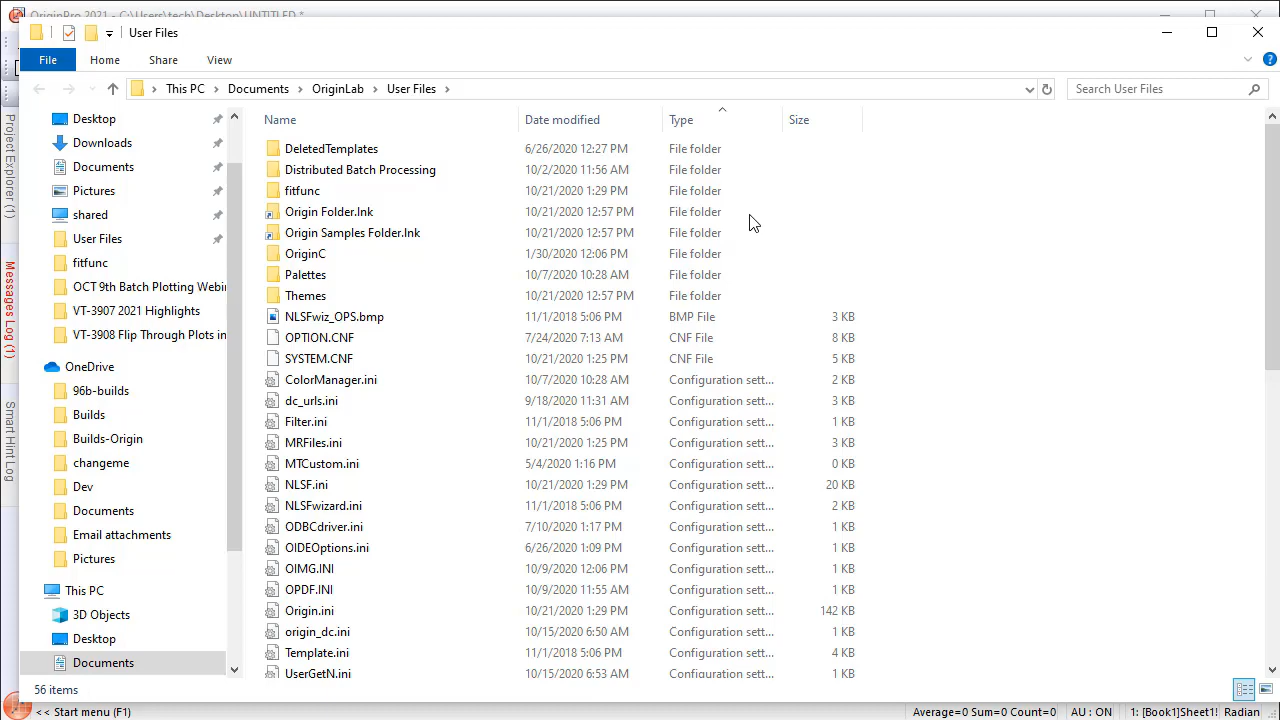 OriginPro 2021 - C:\Users\tech\Desktop\UNTITLED *
User Files
File
Home
Share
View
This PC
Documents
OriginLab
User Files
Search User Files
Project Explorer (1)
Messages Log (1)
Smart Hint Log
Desktop
Downloads
Documents
Pictures
shared
User Files
fitfunc
OCT 9th Batch Plotting Webi
VT-3907 2021 Highlights
VT-3908 Flip Through Plots in
OneDrive
96b-builds
Builds
Builds-Origin
changeme
Dev
Documents
Email attachments
Pictures
This PC
3D Objects
Desktop
Documents
Name Date modified Type Size
DeletedTemplates 6/26/2020 12:27 PM File folder
Distributed Batch Processing 10/2/2020 11:56 AM File folder
fitfunc 10/21/2020 1:29 PM File folder
Origin Folder.lnk 10/21/2020 12:57 PM File folder
Origin Samples Folder.lnk 10/21/2020 12:57 PM File folder
OriginC 1/30/2020 12:06 PM File folder
Palettes 10/7/2020 10:28 AM File folder
Themes 10/21/2020 12:57 PM File folder
NLSFwiz_OPS.bmp 11/1/2018 5:06 PM BMP File 3 KB
OPTION.CNF 7/24/2020 7:13 AM CNF File 8 KB
SYSTEM.CNF 10/21/2020 1:25 PM CNF File 5 KB
ColorManager.ini 10/7/2020 10:28 AM Configuration sett... 2 KB
dc_urls.ini 9/18/2020 11:31 AM Configuration sett... 3 KB
Filter.ini 11/1/2018 5:06 PM Configuration sett... 1 KB
MRFiles.ini 10/21/2020 1:25 PM Configuration sett... 3 KB
MTCustom.ini 5/4/2020 1:16 PM Configuration sett... 0 KB
NLSF.ini 10/21/2020 1:29 PM Configuration sett... 20 KB
NLSFwizard.ini 11/1/2018 5:06 PM Configuration sett... 2 KB
ODBCdriver.ini 7/10/2020 1:17 PM Configuration sett... 1 KB
OIDEOptions.ini 6/26/2020 1:09 PM Configuration sett... 1 KB
OIMG.INI 10/9/2020 12:06 PM Configuration sett... 1 KB
OPDF.INI 10/9/2020 11:55 AM Configuration sett... 1 KB
Origin.ini 10/21/2020 1:29 PM Configuration sett... 142 KB
origin_dc.ini 10/15/2020 6:50 AM Configuration sett... 1 KB
Template.ini 11/1/2018 5:06 PM Configuration sett... 4 KB
UserGetN.ini 10/15/2020 6:53 AM Configuration sett... 1 KB
56 items
<< Start menu (F1)
Average=0 Sum=0 Count=0 AU : ON 1: [Book1]Sheet1! Radian